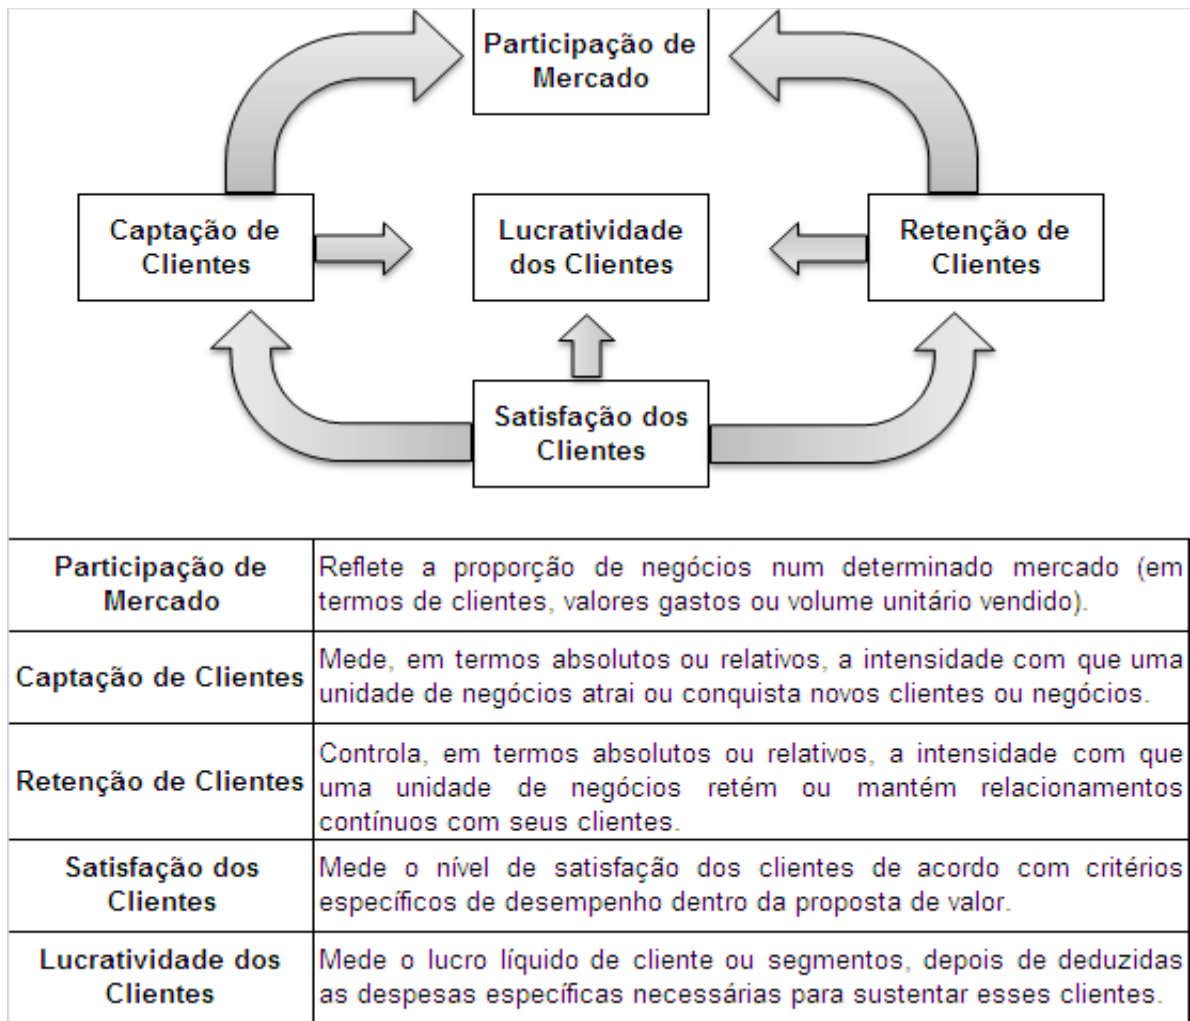 Participação de
Mercado
Captação de
Clientes
Lucratividade
dos Clientes
Retenção de
Clientes
Satisfação dos
Clientes
Participação de
Mercado
Reflete a proporção de negócios num determinado mercado (em
termos de clientes, valores gastos ou volume unitário vendido).
Captação de Clientes
Mede, em termos absolutos ou relativos, a intensidade com que uma
unidade de negócios atrai ou conquista novos clientes ou negócios.
Retenção de Clientes
Controla, em termos absolutos ou relativos, a intensidade com que
uma unidade de negócios retém ou mantém relacionamentos
contínuos com seus clientes.
Satisfação dos
Clientes
Mede o nível de satisfação dos clientes de acordo com critérios
específicos de desempenho dentro da proposta de valor.
Lucratividade dos
Clientes
Mede o lucro líquido de cliente ou segmentos, depois de deduzidas
as despesas específicas necessárias para sustentar esses clientes.